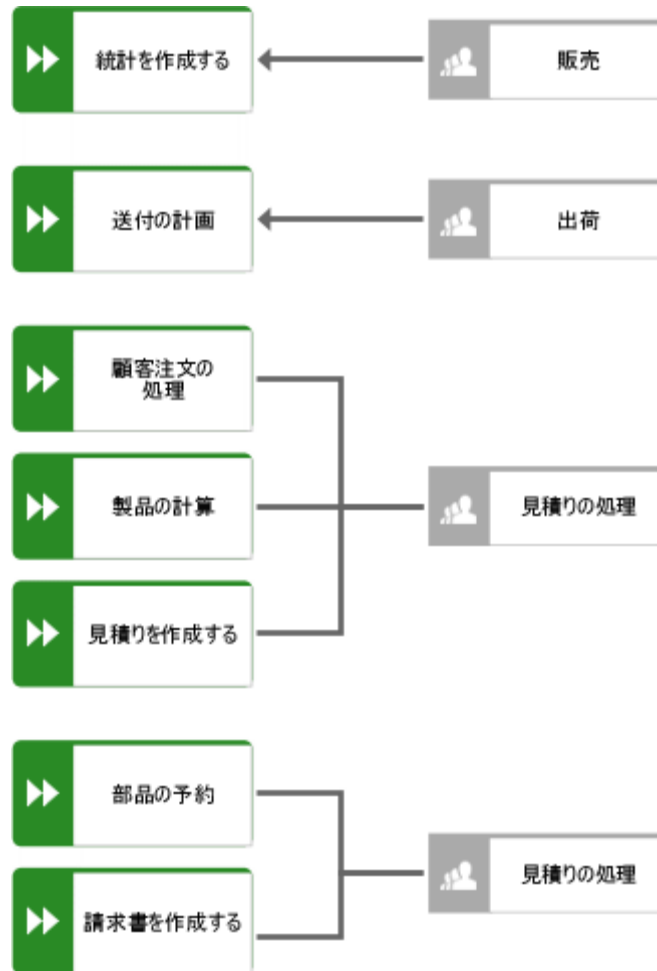 統計を作成する
販売
送付の計画
出荷
顧客注文の
処理
製品の計算
見積りの処理
見積りを作成する
部品の予約
見積りの処理
請求書を作成する